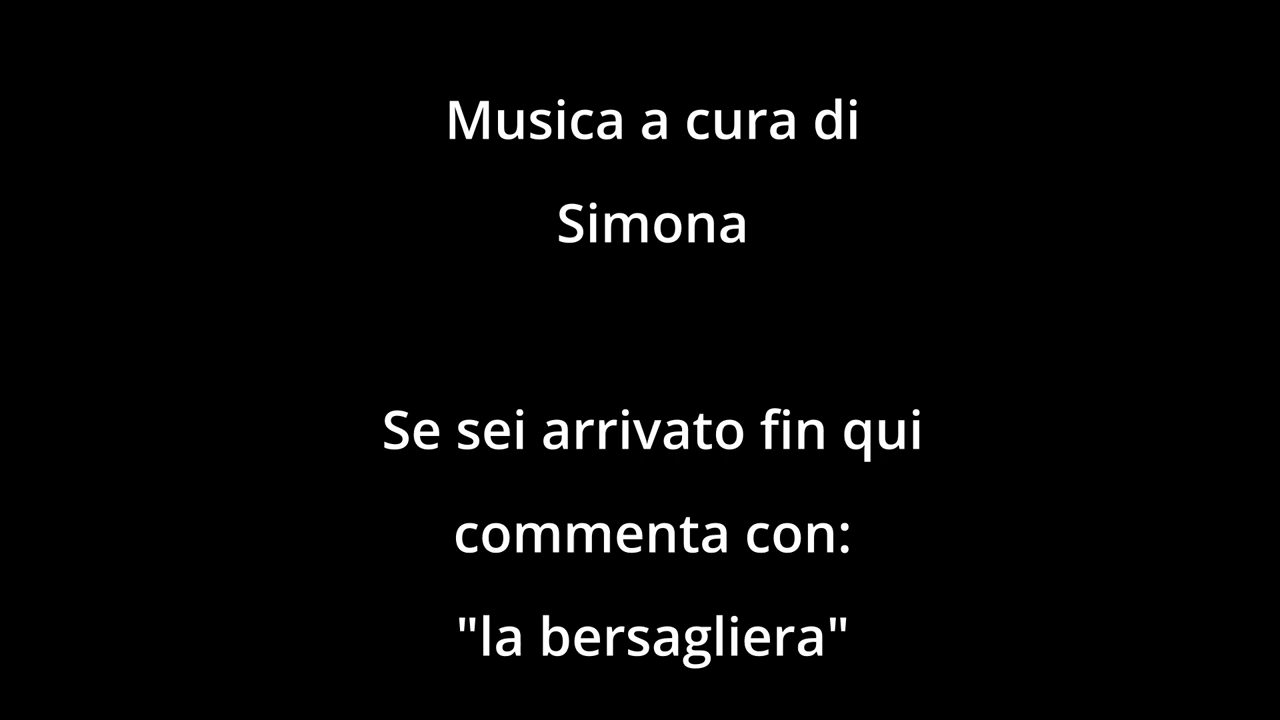 Musica a cura di
Simona
Se sei arrivato fin qui
commenta con:
"la bersagliera"